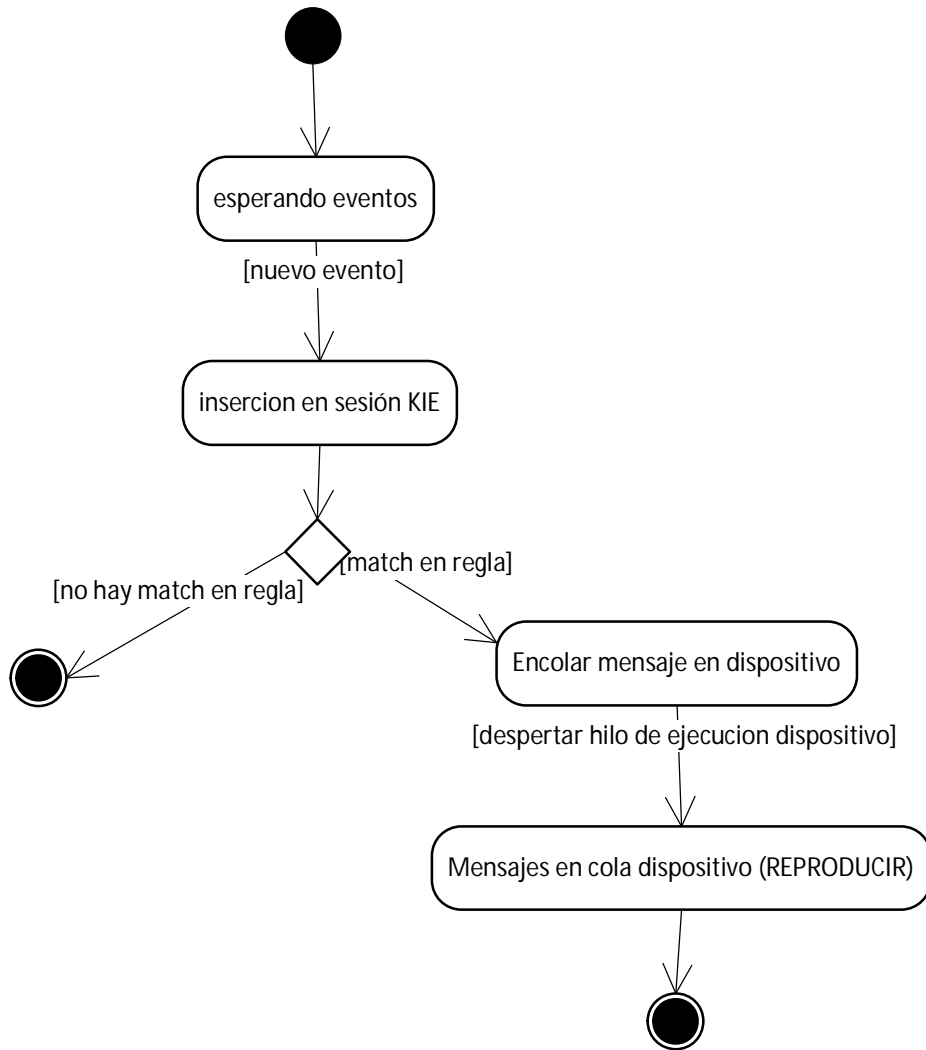 esperando eventos
[nuevo evento]
insercion en sesión KIE
[match en regla]
[no hay match en regla]
Encolar mensaje en dispositivo
[despertar hilo de ejecucion dispositivo]
Mensajes en cola dispositivo (REPRODUCIR)